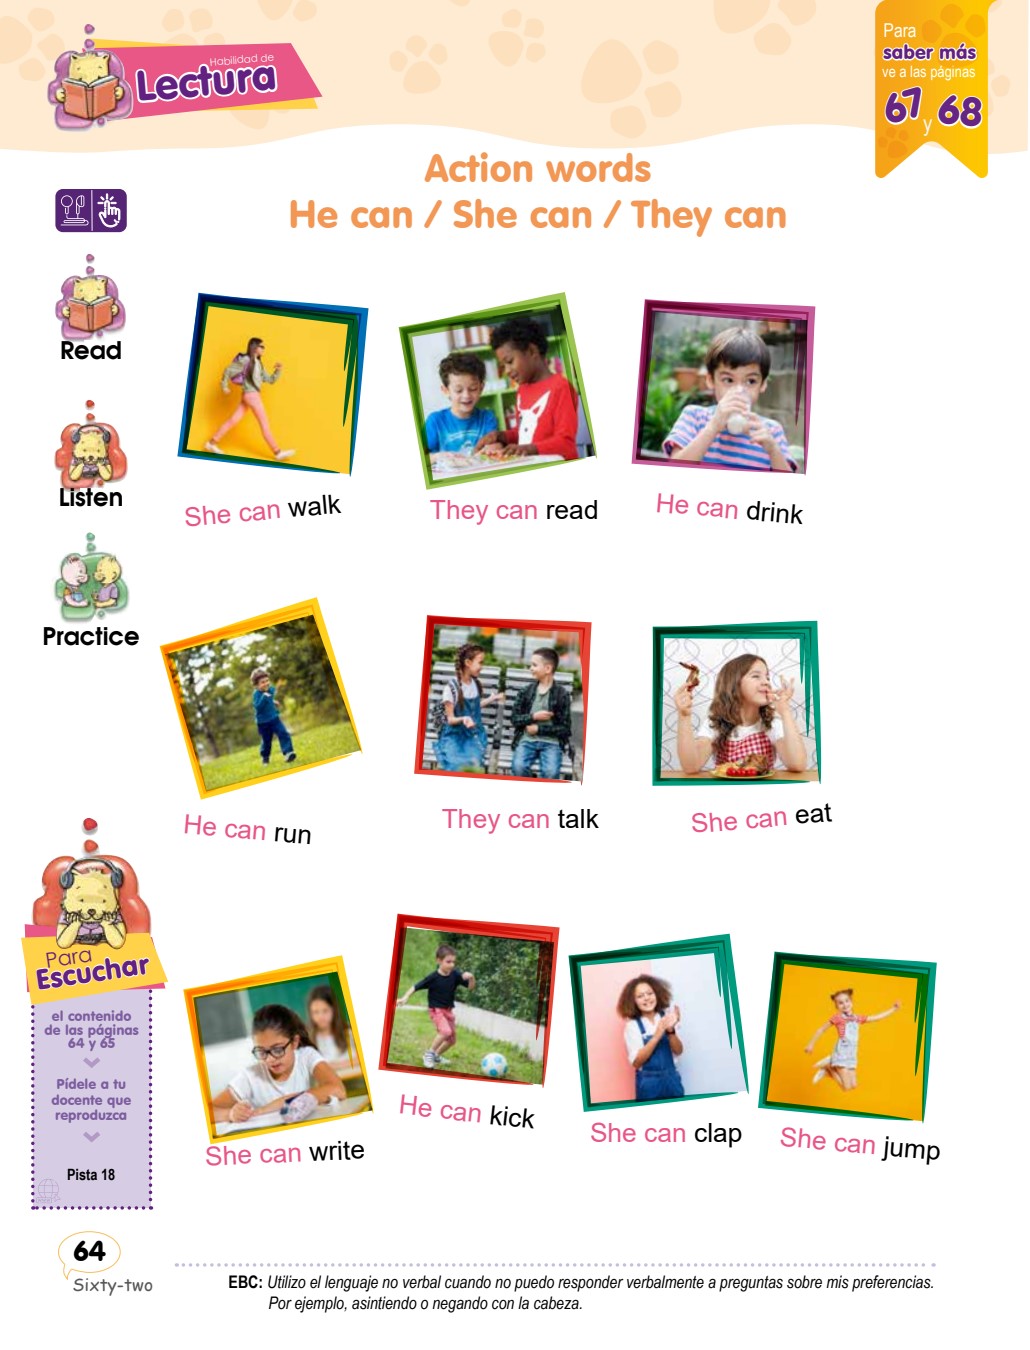 Habilidad de
Lectura
Para
saber más
ve a las páginas
67 y 68
Action words
He can / She can / They can
Read
Listen
Practice
She can walk
They can read
He can drink
He can run
They can talk
She can eat
She can write
He can kick
She can clap
She can jump
Para
Escuchar
el contenido
de las páginas
64 y 65
Pídele a tu
docente que
reproduzca
Pista 18
64
Sixty-two
EBC: Utilizo el lenguaje no verbal cuando no puedo responder verbalmente a preguntas sobre mis preferencias.
Por ejemplo, asintiendo o negando con la cabeza.